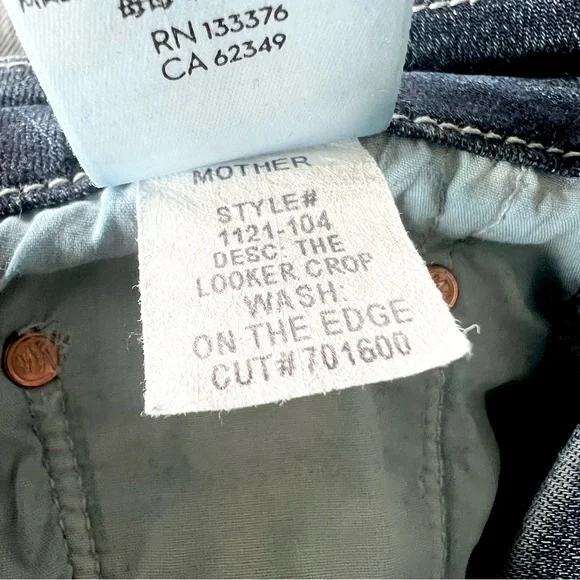 RN 133376
CA 62349
MOTHER
STYLE#
1121-104
DESC: THE
LOOKER CROP
WASH:
ON THE EDGE
CUT#701600